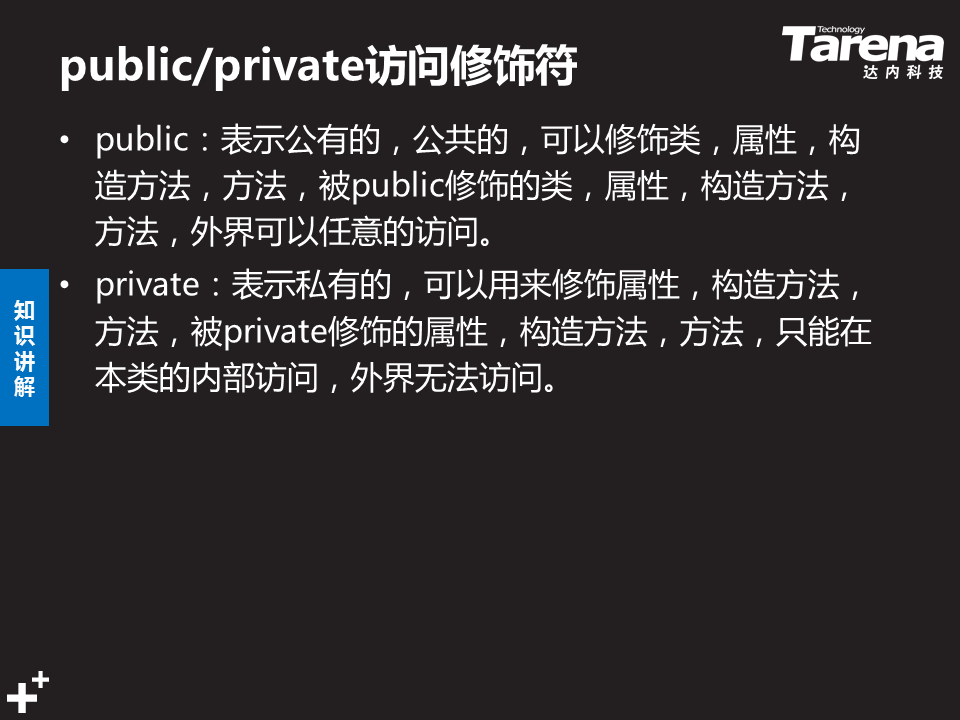 public/private访问修饰符
Technology
Tarena
达内科技
• public：表示公有的，公共的，可以修饰类，属性，构
造方法，方法，被public修饰的类，属性，构造方法，
方法，外界可以任意的访问。
• private：表示私有的，可以用来修饰属性，构造方法，
方法，被private修饰的属性，构造方法，方法，只能在
本类的内部访问，外界无法访问。
知
识
讲
解